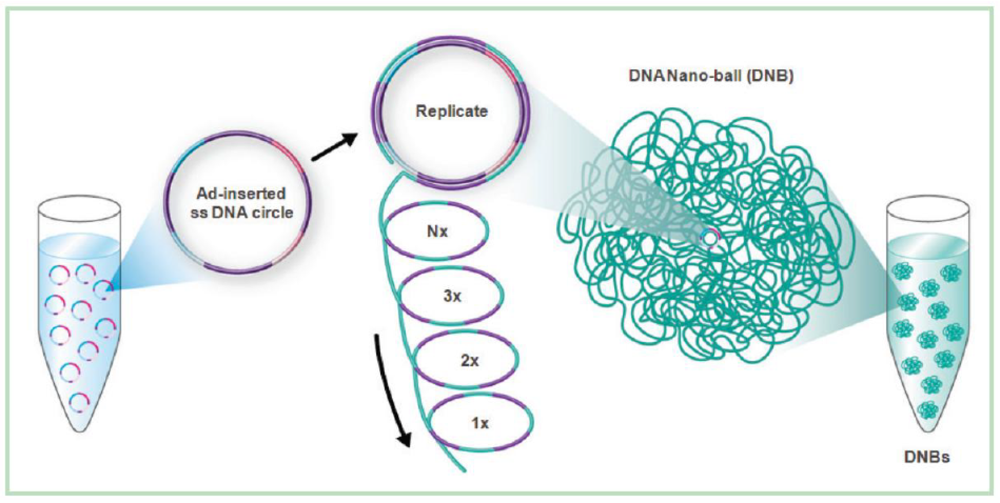 Ad-inserted
ss DNA circle
Replicate
Nx
3x
2x
1x
DNANano-ball (DNB)
DNBs